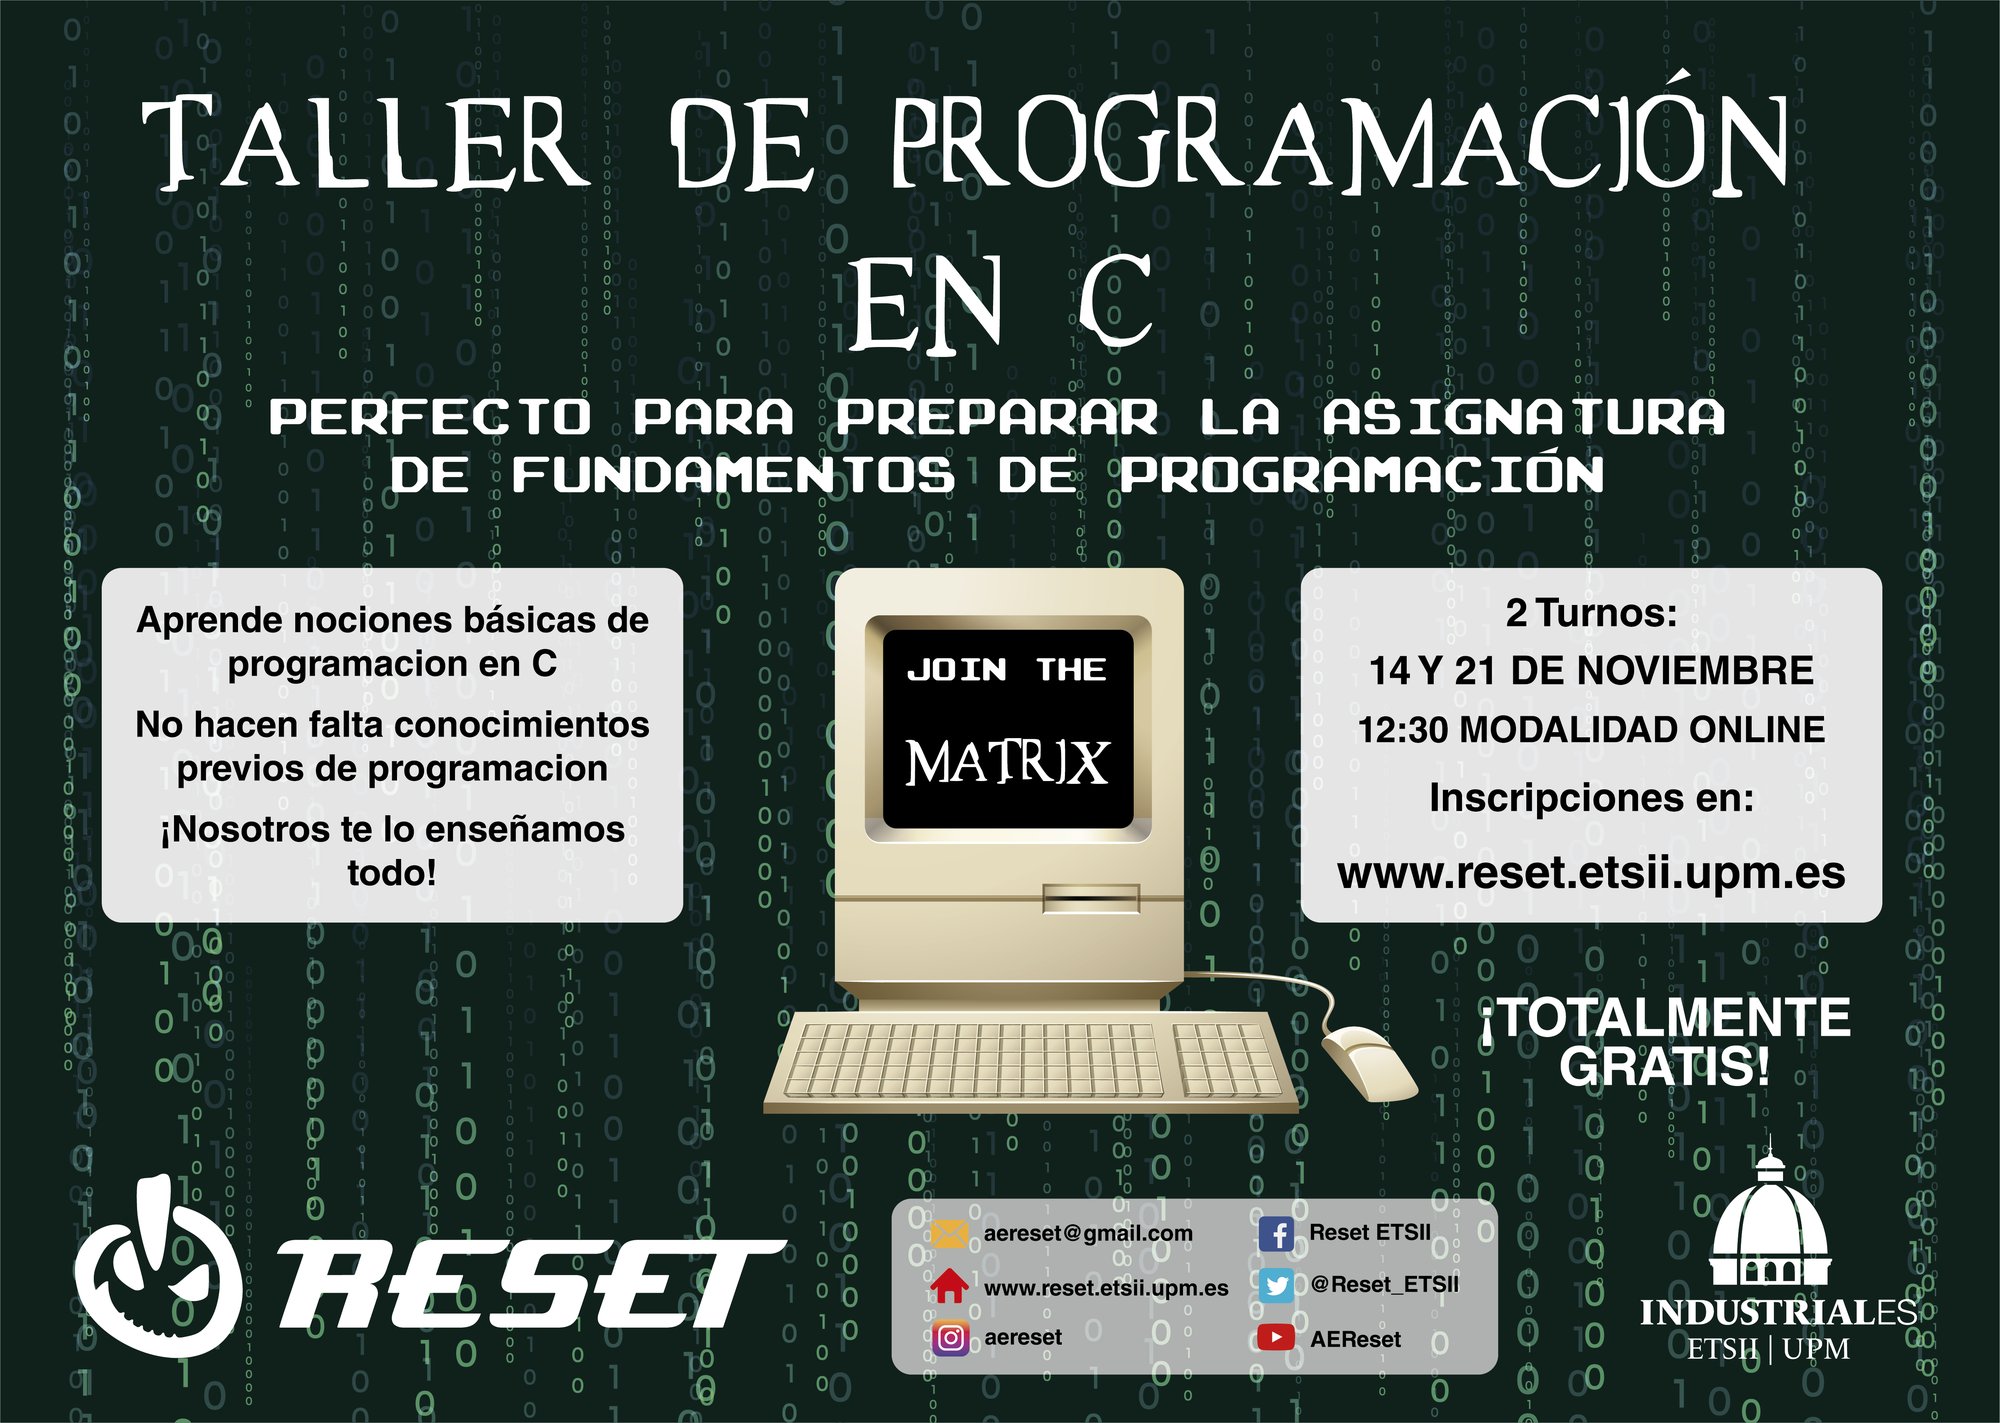 TALLER DE PROGRAMACIÓN
EN C
PERFECTO PARA PREPARAR LA ASIGNATURA
DE FUNDAMENTOS DE PROGRAMACIÓN
Aprende nociones básicas de
programacion en C
No hacen falta conocimientos
previos de programacion
¡Nosotros te lo enseñamos
todo!
JOIN THE
MATRIX
2 Turnos:
14 Y 21 DE NOVIEMBRE
12:30 MODALIDAD ONLINE
Inscripciones en:
www.reset.etsii.upm.es
¡TOTALMENTE
GRATIS!
RESET
aereset@gmail.com
www.reset.etsii.upm.es
aereset
Reset ETSII
@Reset_ETSII
AEReset
INDUSTRIALES
ETSII | UPM